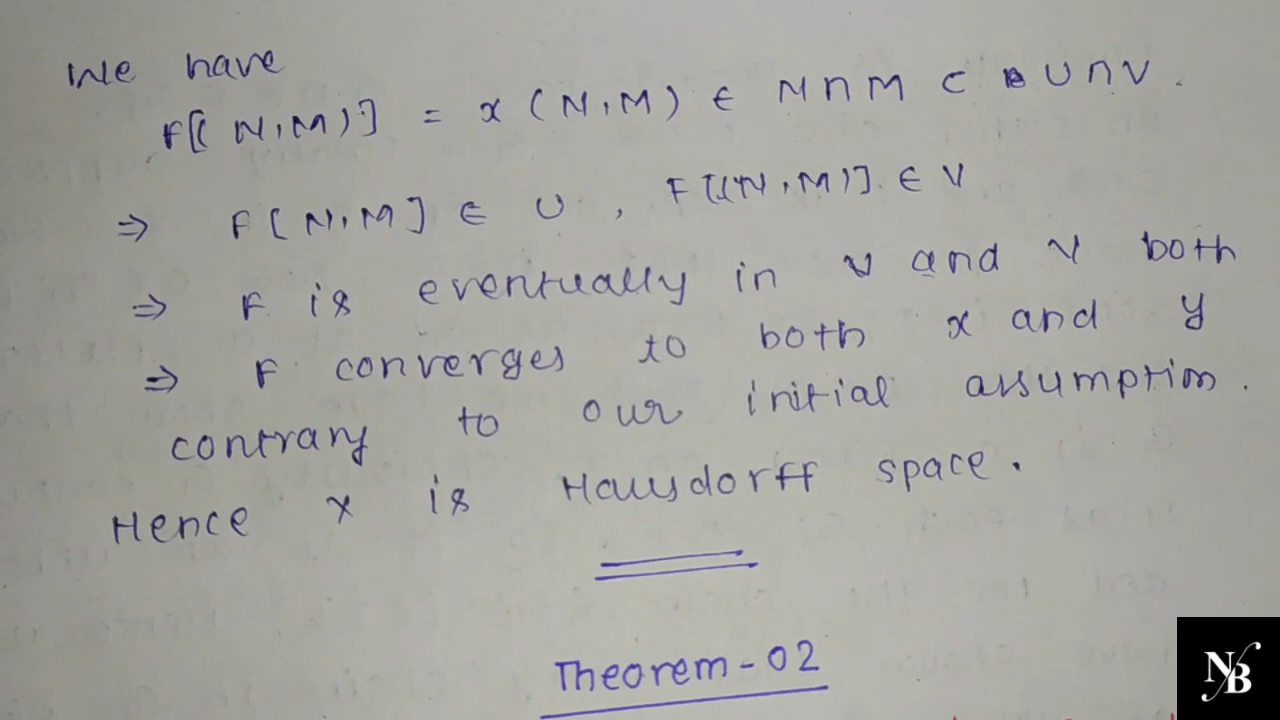 We have
F[(N,M)] = x(N,M) ∈ N∩M ⊂ U∩V.
⇒ F[N,M] ∈ U, F[(N,M)] ∈ V
⇒ F is eventually in U and V both
⇒ F converges to both x and y
contrary to our initial assumption.
Hence X is Hausdorff space.
Theorem-02
NB